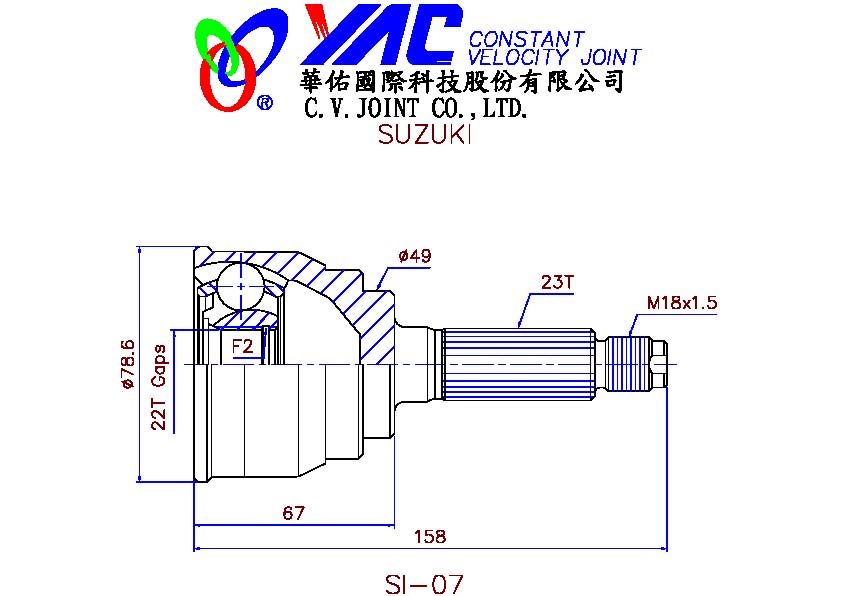 YAC CONSTANT
VELOCITY JOINT
®
華佑國際科技股份有限公司
C.V.JOINT CO.,LTD.
SUZUKI
ø49
23T
M18x1.5
F2
ø78.6
22T Gaps
67
158
SI-07